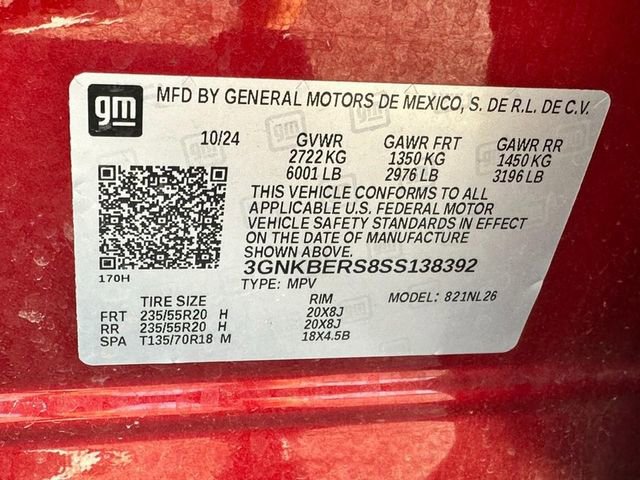 gm MFD BY GENERAL MOTORS DE MEXICO, S. DE R.L. DE C.V.
10/24 GVWR GAWR FRT GAWR RR
2722 KG 1350 KG 1450 KG
6001 LB 2976 LB 3196 LB
THIS VEHICLE CONFORMS TO ALL
APPLICABLE U.S. FEDERAL MOTOR
VEHICLE SAFETY STANDARDS IN EFFECT
ON THE DATE OF MANUFACTURE
SHOWN ABOVE.
3GNKBERS8SS138392
170H TYPE: MPV
TIRE SIZE RIM MODEL: 821NL26
FRT 235/55R20 H 20X8J
RR 235/55R20 H 20X8J
SPA T135/70R18 M 18X4.5B